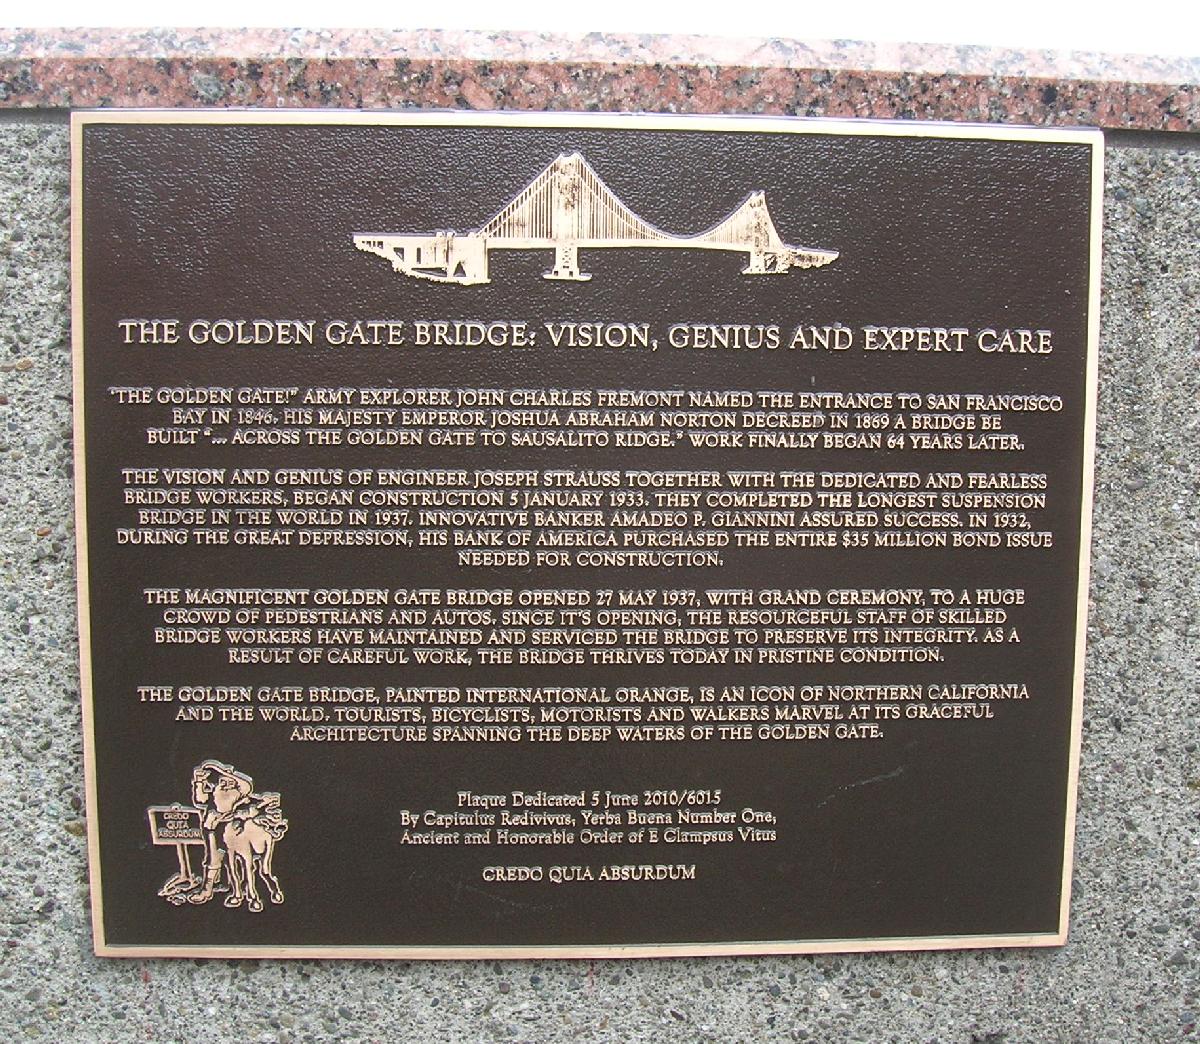 THE GOLDEN GATE BRIDGE: VISION, GENIUS AND EXPERT CARE
"THE GOLDEN GATE!" ARMY EXPLORER JOHN CHARLES FREMONT NAMED THE ENTRANCE TO SAN FRANCISCO
BAY IN 1846. HIS MAJESTY EMPEROR JOSHUA ABRAHAM NORTON DECREED IN 1869 A BRIDGE BE
BUILT "... ACROSS THE GOLDEN GATE TO SAUSALITO RIDGE." WORK FINALLY BEGAN 64 YEARS LATER.
THE VISION AND GENIUS OF ENGINEER JOSEPH STRAUSS TOGETHER WITH THE DEDICATED AND FEARLESS
BRIDGE WORKERS, BEGAN CONSTRUCTION 5 JANUARY 1933. THEY COMPLETED THE LONGEST SUSPENSION
BRIDGE IN THE WORLD IN 1937. INNOVATIVE BANKER AMADEO P. GIANNINI ASSURED SUCCESS. IN 1932,
DURING THE GREAT DEPRESSION, HIS BANK OF AMERICA PURCHASED THE ENTIRE $35 MILLION BOND ISSUE
NEEDED FOR CONSTRUCTION.
THE MAGNIFICENT GOLDEN GATE BRIDGE OPENED 27 MAY 1937, WITH GRAND CEREMONY, TO A HUGE
CROWD OF PEDESTRIANS AND AUTOS. SINCE IT'S OPENING, THE RESOURCEFUL STAFF OF SKILLED
BRIDGE WORKERS HAVE MAINTAINED AND SERVICED THE BRIDGE TO PRESERVE ITS INTEGRITY. AS A
RESULT OF CAREFUL WORK, THE BRIDGE THRIVES TODAY IN PRISTINE CONDITION.
THE GOLDEN GATE BRIDGE, PAINTED INTERNATIONAL ORANGE, IS AN ICON OF NORTHERN CALIFORNIA
AND THE WORLD. TOURISTS, BICYCLISTS, MOTORISTS AND WALKERS MARVEL AT ITS GRACEFUL
ARCHITECTURE SPANNING THE DEEP WATERS OF THE GOLDEN GATE.
CREDO
QUIA
ABSURDUM
Plaque Dedicated 5 June 2010/6015
By Capitulus Redivivus, Yerba Buena Number One,
Ancient and Honorable Order of E Clampsus Vitus
CREDO QUIA ABSURDUM